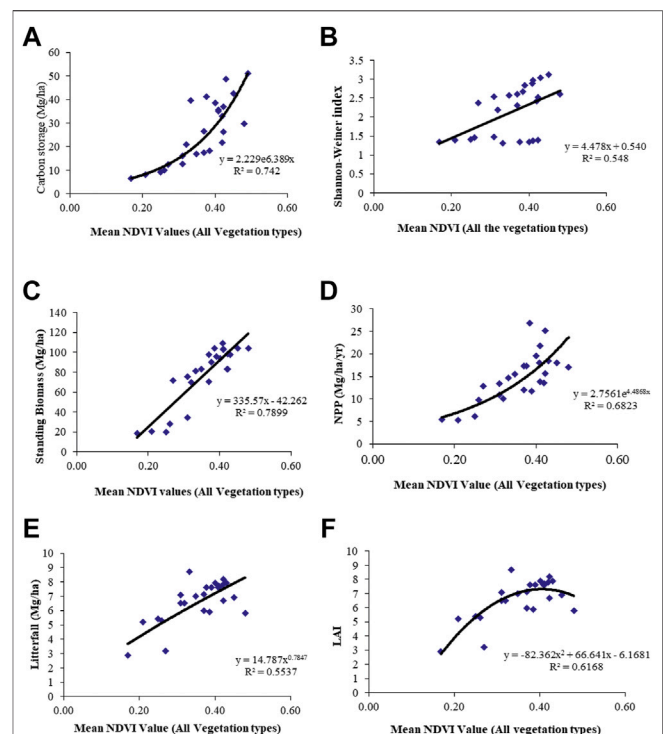 A
Carbon storage (Mg/ha)
60
50
40
30
20
10
0
y = 2.229e6.389x
R² = 0.742
0.00 0.20 0.40 0.60
Mean NDVI Values (All Vegetation types)
B
Shannon-Weiner index
3.5
3
2.5
2
1.5
1
0.5
0
y = 4.478x + 0.540
R² = 0.548
0.00 0.20 0.40 0.60
Mean NDVI (All the vegetation types)
C
Standing Biomass (Mg/ha)
140
120
100
80
60
40
20
0
y = 335.57x - 42.262
R² = 0.7899
0.00 0.20 0.40 0.60
Mean NDVI values (All Vegetation types)
D
NPP (Mg/ha/yr)
30
25
20
15
10
5
0
y = 2.7561e^4.4868x
R² = 0.6823
0.00 0.20 0.40 0.60
Mean NDVI Value (All Vegetation types)
E
Litterfall (Mg/ha)
10
9
8
7
6
5
4
3
2
1
0
y = 14.787x^0.7847
R² = 0.5537
0.00 0.20 0.40 0.60
Mean NDVI Value (All Vegetation types)
F
LAI
10
9
8
7
6
5
4
3
2
1
0
y = -82.362x² + 66.641x - 6.1681
R² = 0.6168
0.00 0.20 0.40 0.60
Mean NDVI Value (All vegetation types)